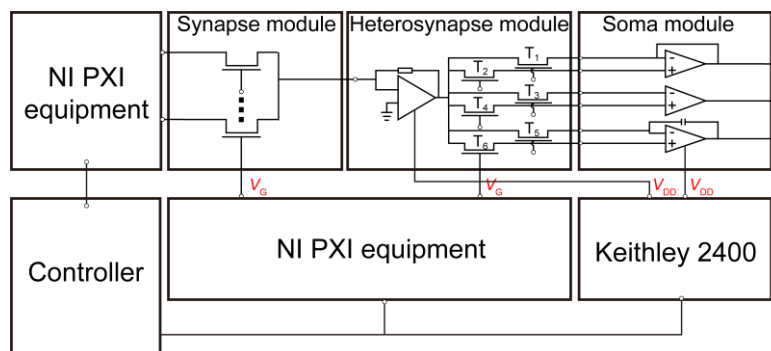 Synapse module
Heterosynapse module
Soma module
NI PXI
equipment
T1
T2
T3
T4
T5
T6
-
+
-
+
-
+
VG
VG
VDD
VDD
Controller
NI PXI equipment
Keithley 2400